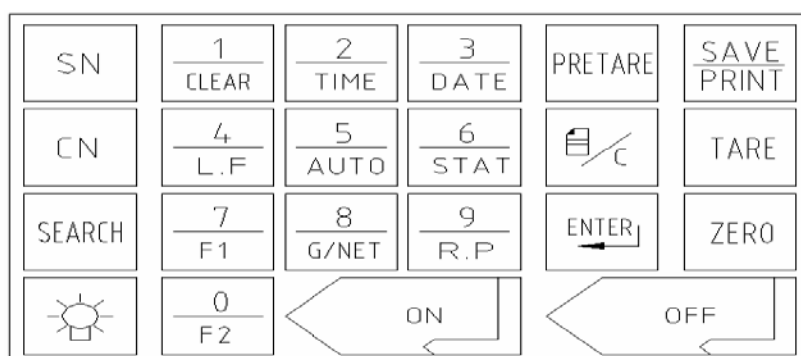 SN 1 2 3 PRETARE SAVE
CLEAR TIME DATE PRINT
CN 4 5 6 C TARE
L.F AUTO STAT
SEARCH 7 8 9 ENTER ZERO
F1 G/NET R.P
0 ON OFF
F2